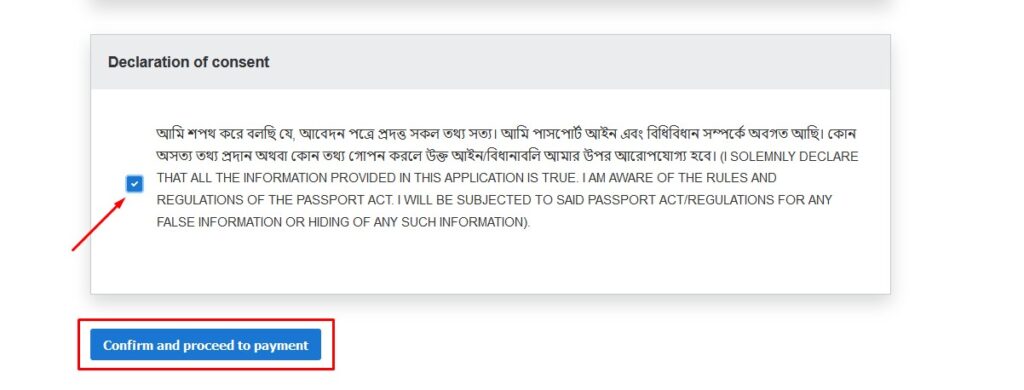 Declaration of consent
আমি শপথ করে বলছি যে, আবেদন পত্রে প্রদত্ত সকল তথ্য সত্য। আমি পাসপোর্ট আইন এবং বিধিবিধান সম্পর্কে অবগত আছি। কোন
অসত্য তথ্য প্রদান অথবা কোন তথ্য গোপন করলে উক্ত আইন/বিধানাবলি আমার উপর আরোপযোগ্য হবে। (I SOLEMNLY DECLARE
THAT ALL THE INFORMATION PROVIDED IN THIS APPLICATION IS TRUE. I AM AWARE OF THE RULES AND
REGULATIONS OF THE PASSPORT ACT. I WILL BE SUBJECTED TO SAID PASSPORT ACT/REGULATIONS FOR ANY
FALSE INFORMATION OR HIDING OF ANY SUCH INFORMATION).
Confirm and proceed to payment